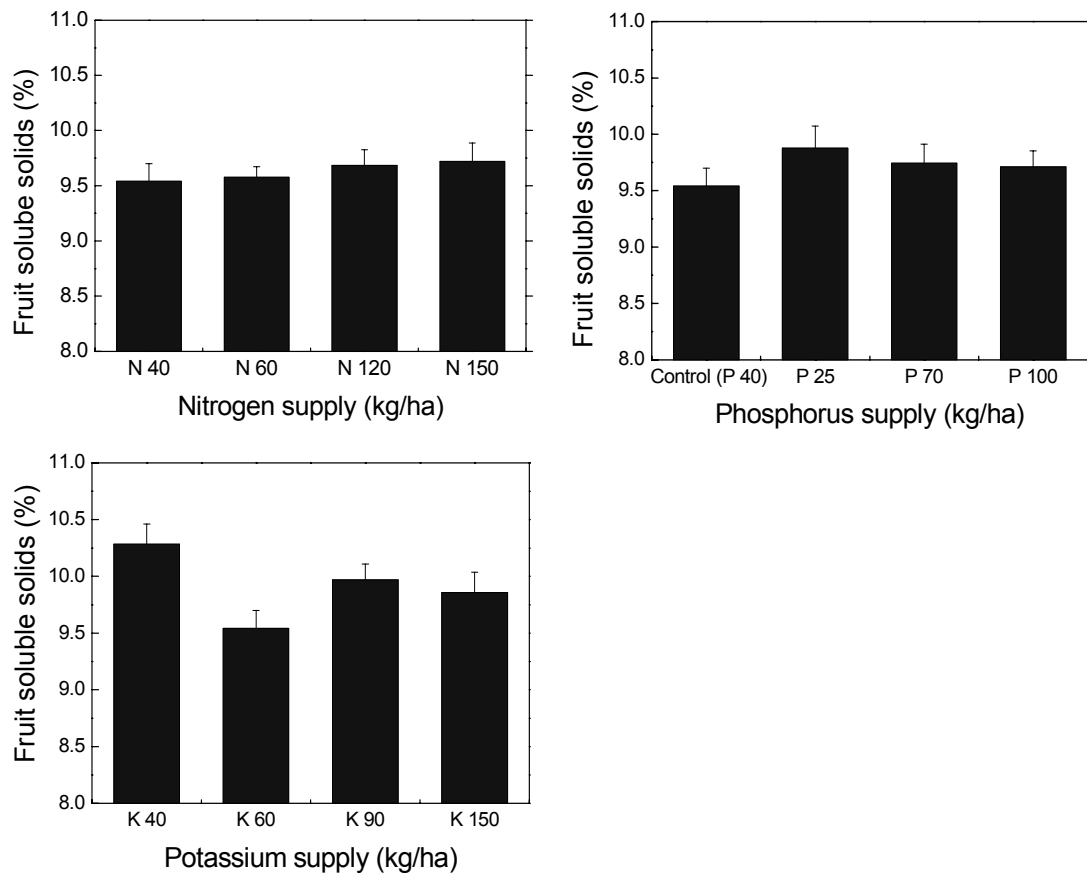 Fruit solube solids (%)
11.0
10.5
10.0
9.5
9.0
8.5
8.0
N 40 N 60 N 120 N 150
Nitrogen supply (kg/ha)
Fruit soluble solids (%)
11.0
10.5
10.0
9.5
9.0
8.5
8.0
Control (P 40) P 25 P 70 P 100
Phosphorus supply (kg/ha)
Fruit soluble solids (%)
11.0
10.5
10.0
9.5
9.0
8.5
8.0
K 40 K 60 K 90 K 150
Potassium supply (kg/ha)